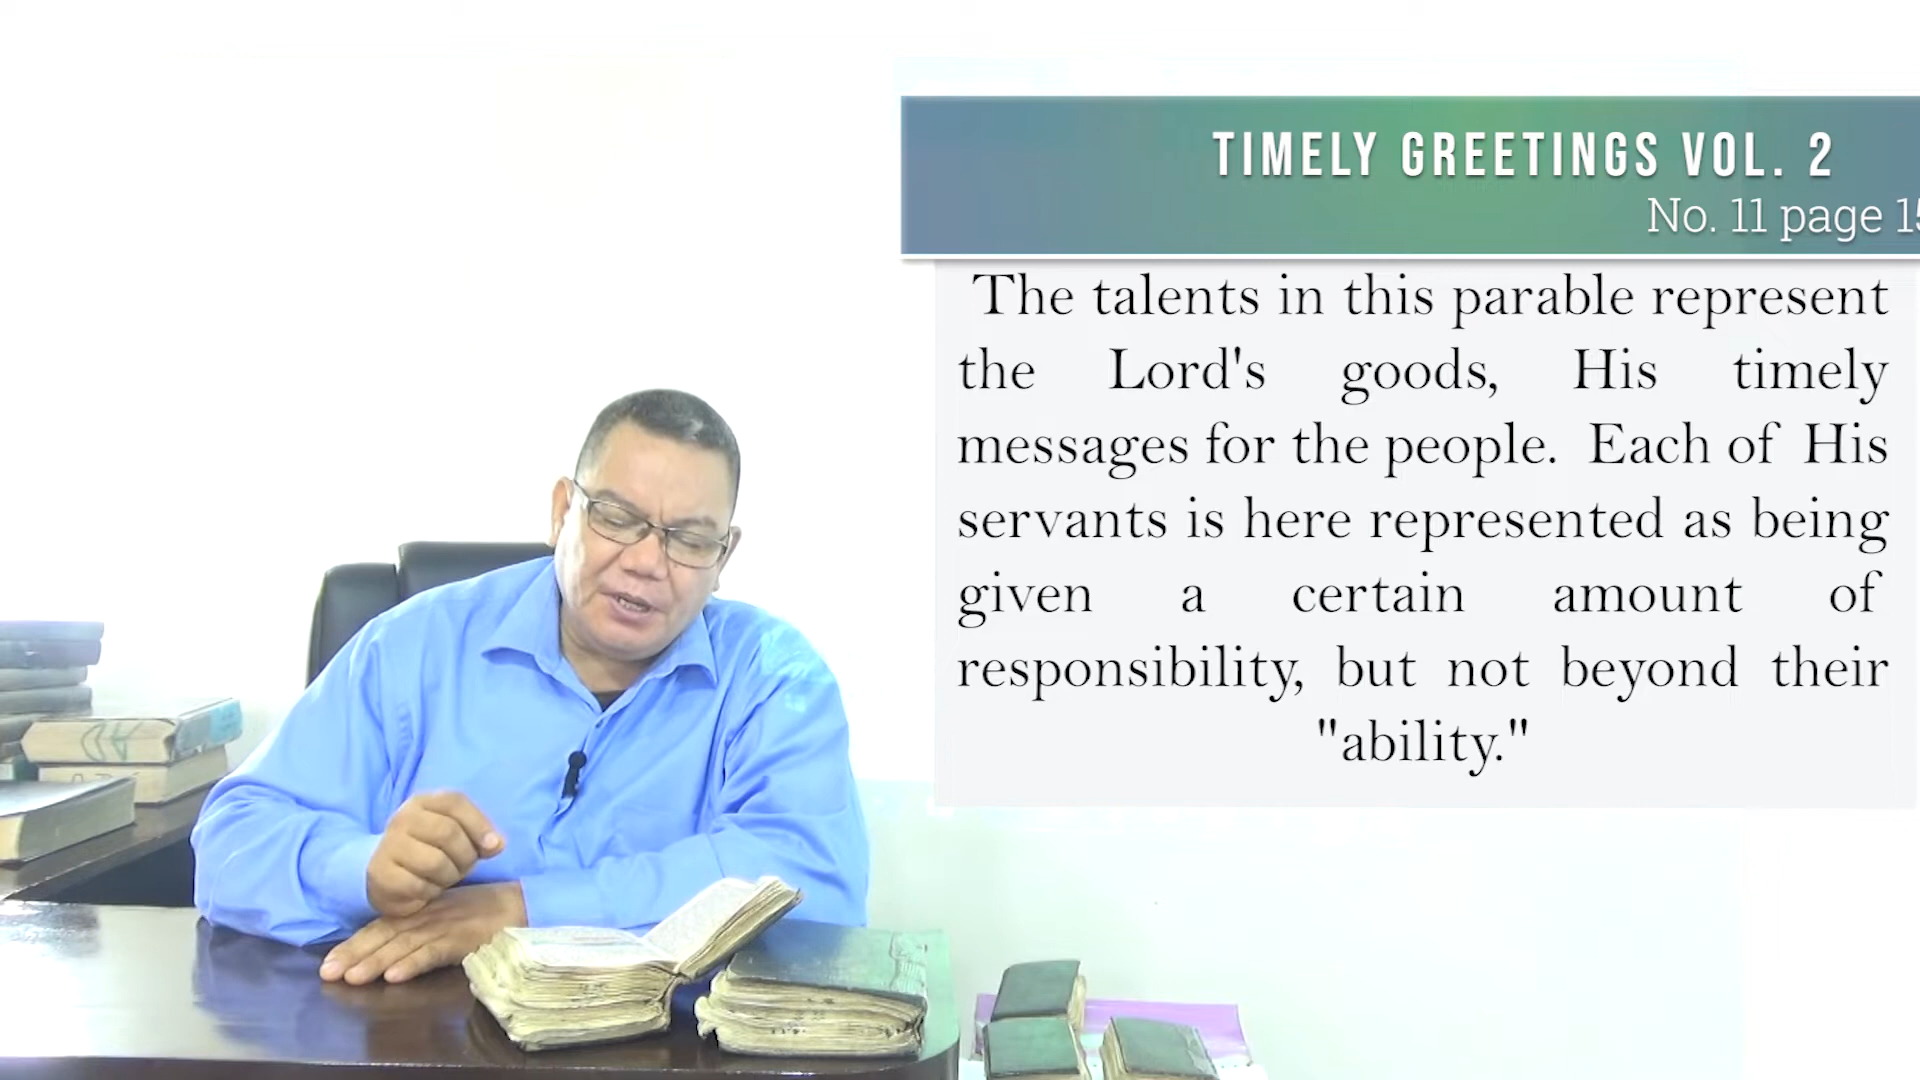 TIMELY GREETINGS VOL. 2
No. 11 page
The talents in this parable represent
the Lord's goods, His timely
messages for the people. Each of His
servants is here represented as being
given a certain amount of
responsibility, but not beyond their
"ability."